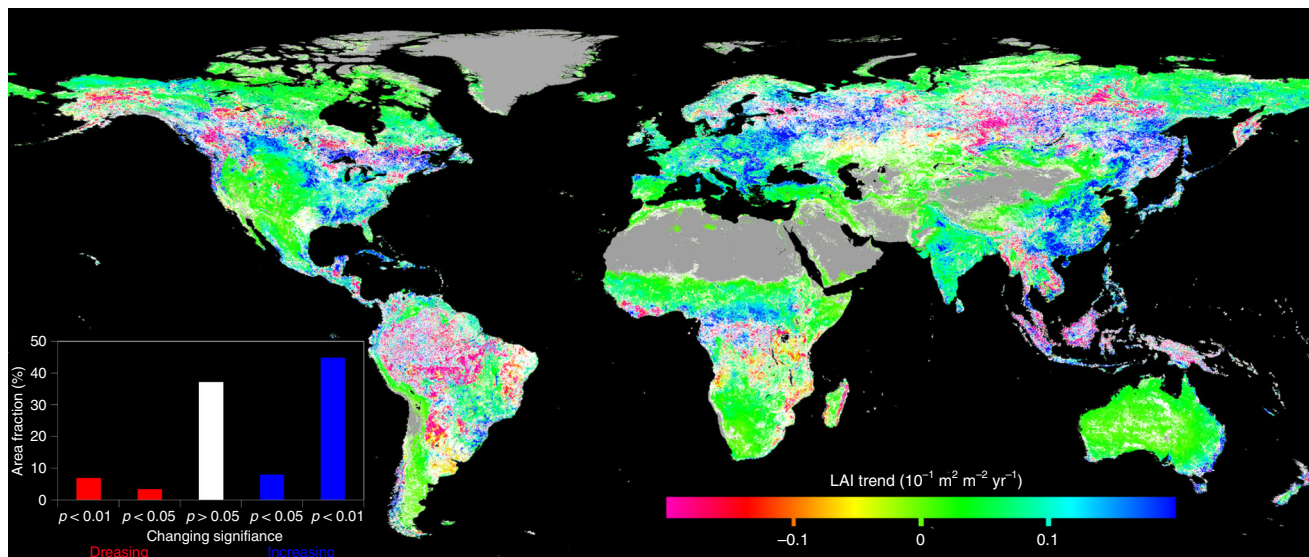 50
40
30
20
10
0
Area fraction (%)
p < 0.01 p < 0.05 p > 0.05 p < 0.05 p < 0.01
Changing signifiance
Dreasing Increasing
LAI trend (10⁻¹ m² m⁻² yr⁻¹)
−0.1 0 0.1